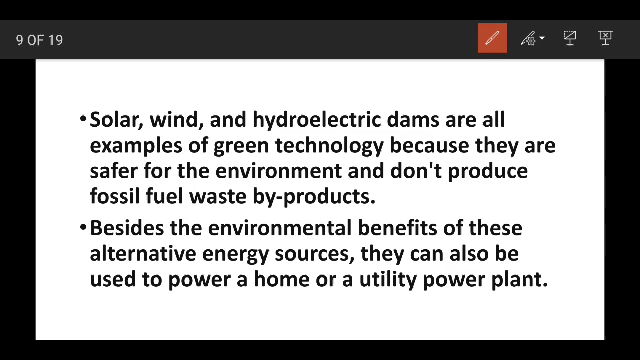 9 OF 19
•Solar, wind, and hydroelectric dams are all
examples of green technology because they are
safer for the environment and don't produce
fossil fuel waste by-products.
•Besides the environmental benefits of these
alternative energy sources, they can also be
used to power a home or a utility power plant.